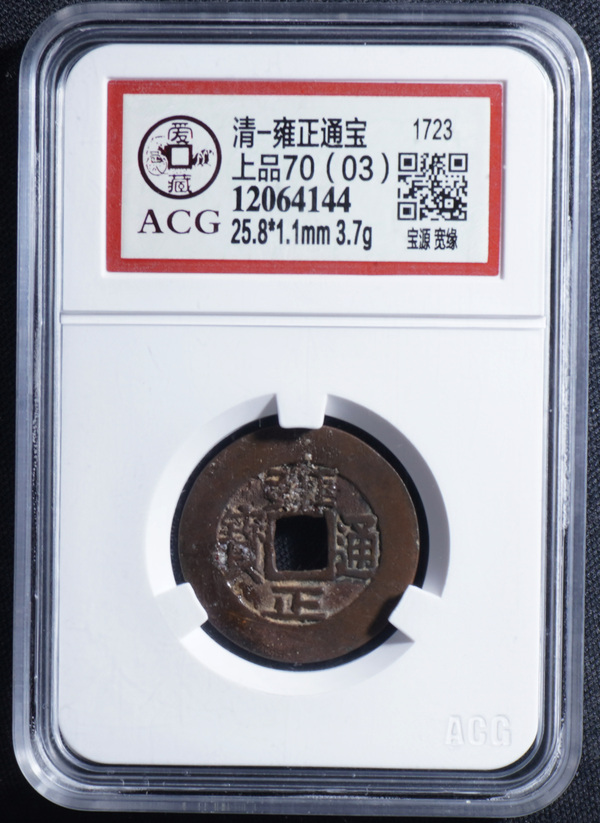 爱藏
ACG
清-雍正通宝
1723
上品70(03)
12064144
25.8*1.1mm 3.7g
宝源 宽缘
雍正通寶
ACG